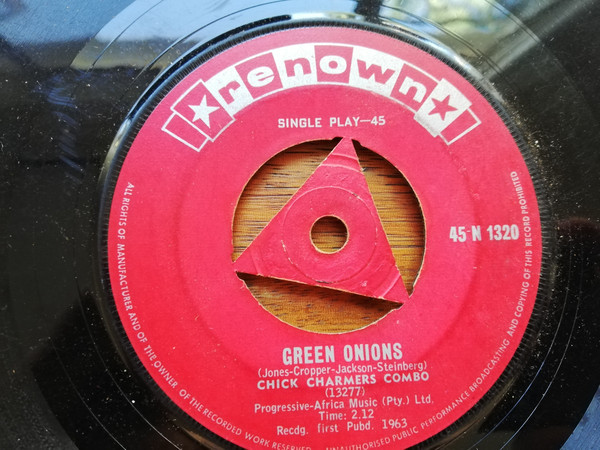 renown
SINGLE PLAY—45
45 N 1320
GREEN ONIONS
(Jones-Cropper-Jackson-Steinberg)
CHICK CHARMERS COMBO
(13277)
Progressive-Africa Music (Pty.) Ltd.
Time: 2.12
Recdg. first Pubd. 1963
ALL RIGHTS OF MANUFACTURER AND OF THE OWNER OF THE RECORDED WORK RESERVED UNAUTHORISED PUBLIC PERFORMANCE BROADCASTING AND COPYING OF THIS RECORD PROHIBITED